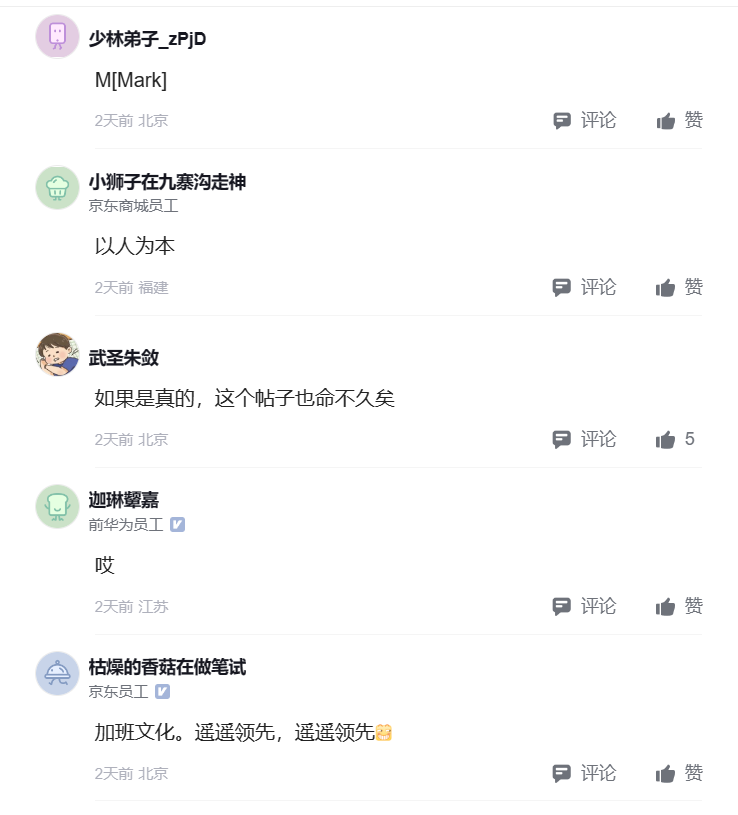 少林弟子_zPjD
M[Mark]
2天前 北京 评论 赞
小狮子在九寨沟走神
京东商城员工
以人为本
2天前 福建 评论 赞
武圣朱敛
如果是真的，这个帖子也命不久矣
2天前 北京 评论 5
迦琳颦嘉
前华为员工
哎
2天前 江苏 评论 赞
枯燥的香菇在做笔试
京东员工
加班文化。遥遥领先，遥遥领先
2天前 北京 评论 赞